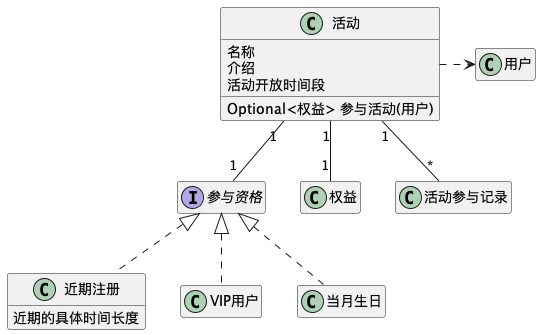 C 活动
名称
介绍
活动开放时间段
Optional<权益> 参与活动(用户)
C 用户
1 1 1
1 1 *
I 参与资格
C 权益
C 活动参与记录
C 近期注册
近期的具体时间长度
C VIP用户
C 当月生日